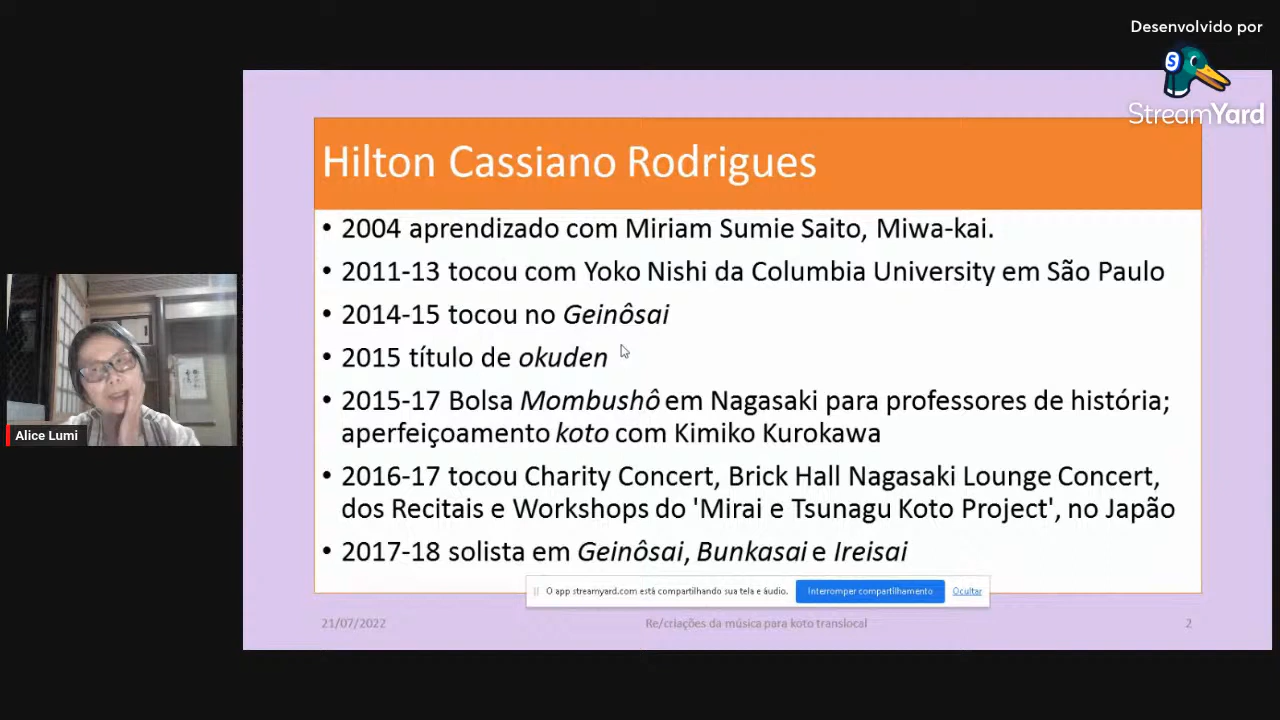 Desenvolvido por
StreamYard
Hilton Cassiano Rodrigues
• 2004 aprendizado com Miriam Sumie Saito, Miwa-kai.
• 2011-13 tocou com Yoko Nishi da Columbia University em São Paulo
• 2014-15 tocou no Geinôsai
• 2015 título de okuden
• 2015-17 Bolsa Mombushô em Nagasaki para professores de história;
aperfeiçoamento koto com Kimiko Kurokawa
• 2016-17 tocou Charity Concert, Brick Hall Nagasaki Lounge Concert,
dos Recitais e Workshops do 'Mirai e Tsunagu Koto Project', no Japão
• 2017-18 solista em Geinôsai, Bunkasai e Ireisai
O app streamyard.com está compartilhando sua tela e áudio. Interromper compartilhamento Ocultar
21/07/2022 Re/criações da música para koto translocal 2
Alice Lumi